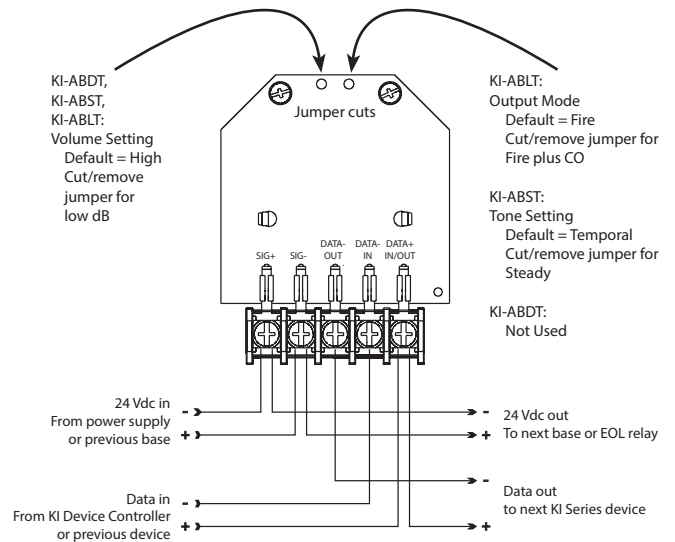 KI-ABDT,
KI-ABST,
KI-ABLT:
Volume Setting
Default = High
Cut/remove
jumper for
low dB
Jumper cuts
KI-ABLT:
Output Mode
Default = Fire
Cut/remove jumper for
Fire plus CO
KI-ABST:
Tone Setting
Default = Temporal
Cut/remove jumper for
Steady
KI-ABDT:
Not Used
SIG+
SIG-
DATA-
OUT
DATA-
IN
DATA+
IN/OUT
24 Vdc in
From power supply
or previous base
-
+
-
+
24 Vdc out
To next base or EOL relay
Data in
From KI Device Controller
or previous device
-
+
-
+
Data out
to next KI Series device